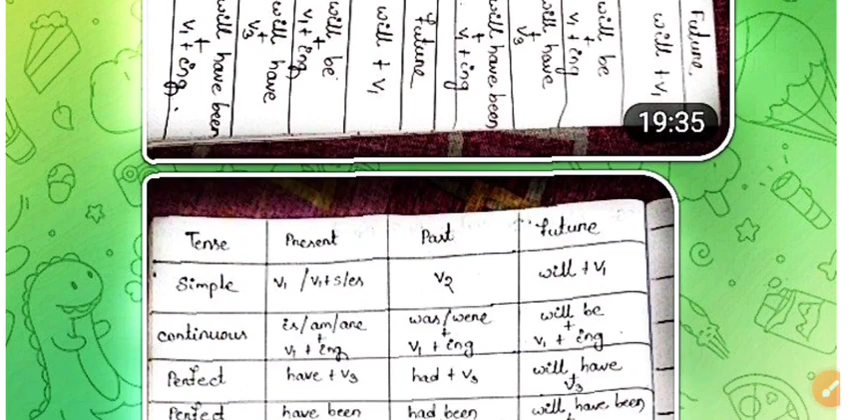 Future.
will + V1
will be
+
V1 + ing
will have
+
V3
will have been
+
V1 + ing
future
will + V1
will be
+
V1 + ing
will have
+
V3
will have been
+
V1 + ing.
19:35
Tense Present Past future
Simple V1 / V1+s/es V2 will + V1
continuous is/am/are + V1 + ing was/were + V1 + ing will be + V1 + ing
Perfect have + V3 had + V3 will have + V3
Perfect have been had been will have been